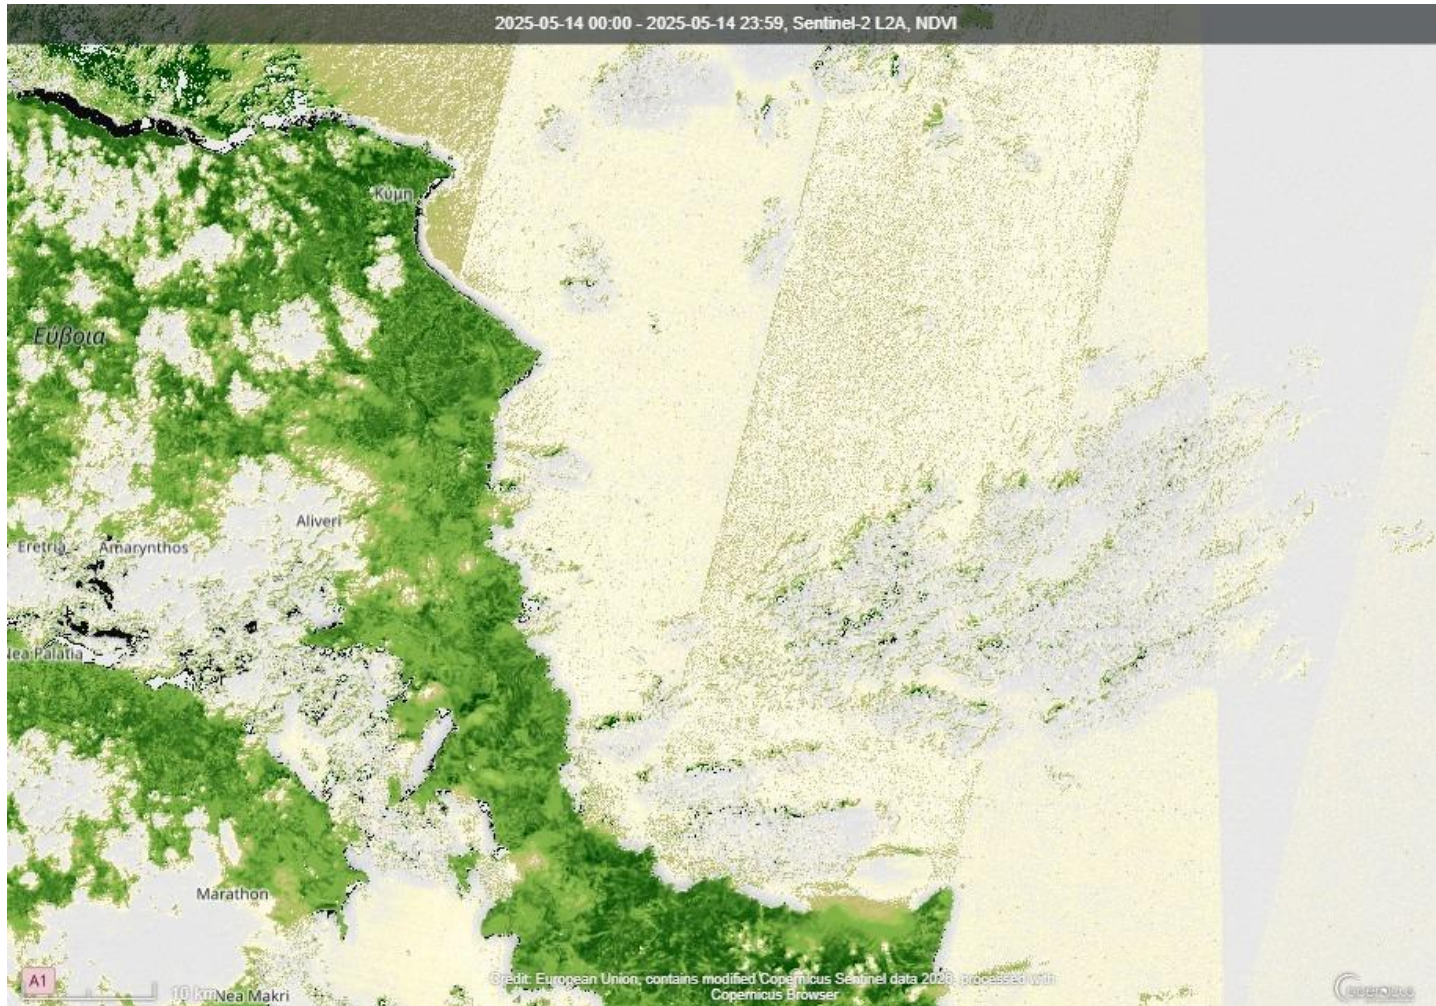 2025-05-14 00:00 - 2025-05-14 23:59, Sentinel-2 L2A, NDVI
Κύμη
Εύβοια
Aliveri
Eretria
Amarynthos
Nea Palatia
Marathon
A1
10 km
Nea Makri
Credit: European Union, contains modified Copernicus Sentinel data 2025, processed with
Copernicus Browser